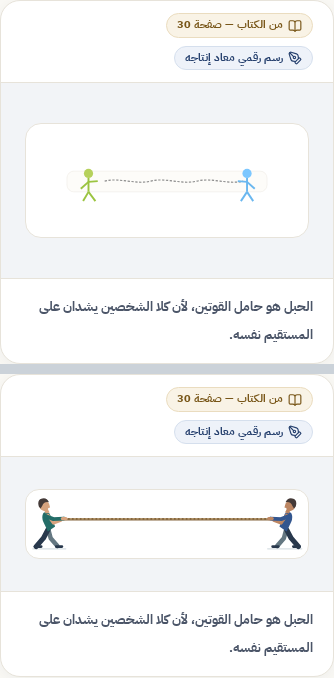 من الكتاب — صفحة 30
رسم رقمي معاد إنتاجه
الحبل هو حامل القوتين، لأن كلا الشخصين يشدان على
المستقيم نفسه.
من الكتاب — صفحة 30
رسم رقمي معاد إنتاجه
الحبل هو حامل القوتين، لأن كلا الشخصين يشدان على
المستقيم نفسه.